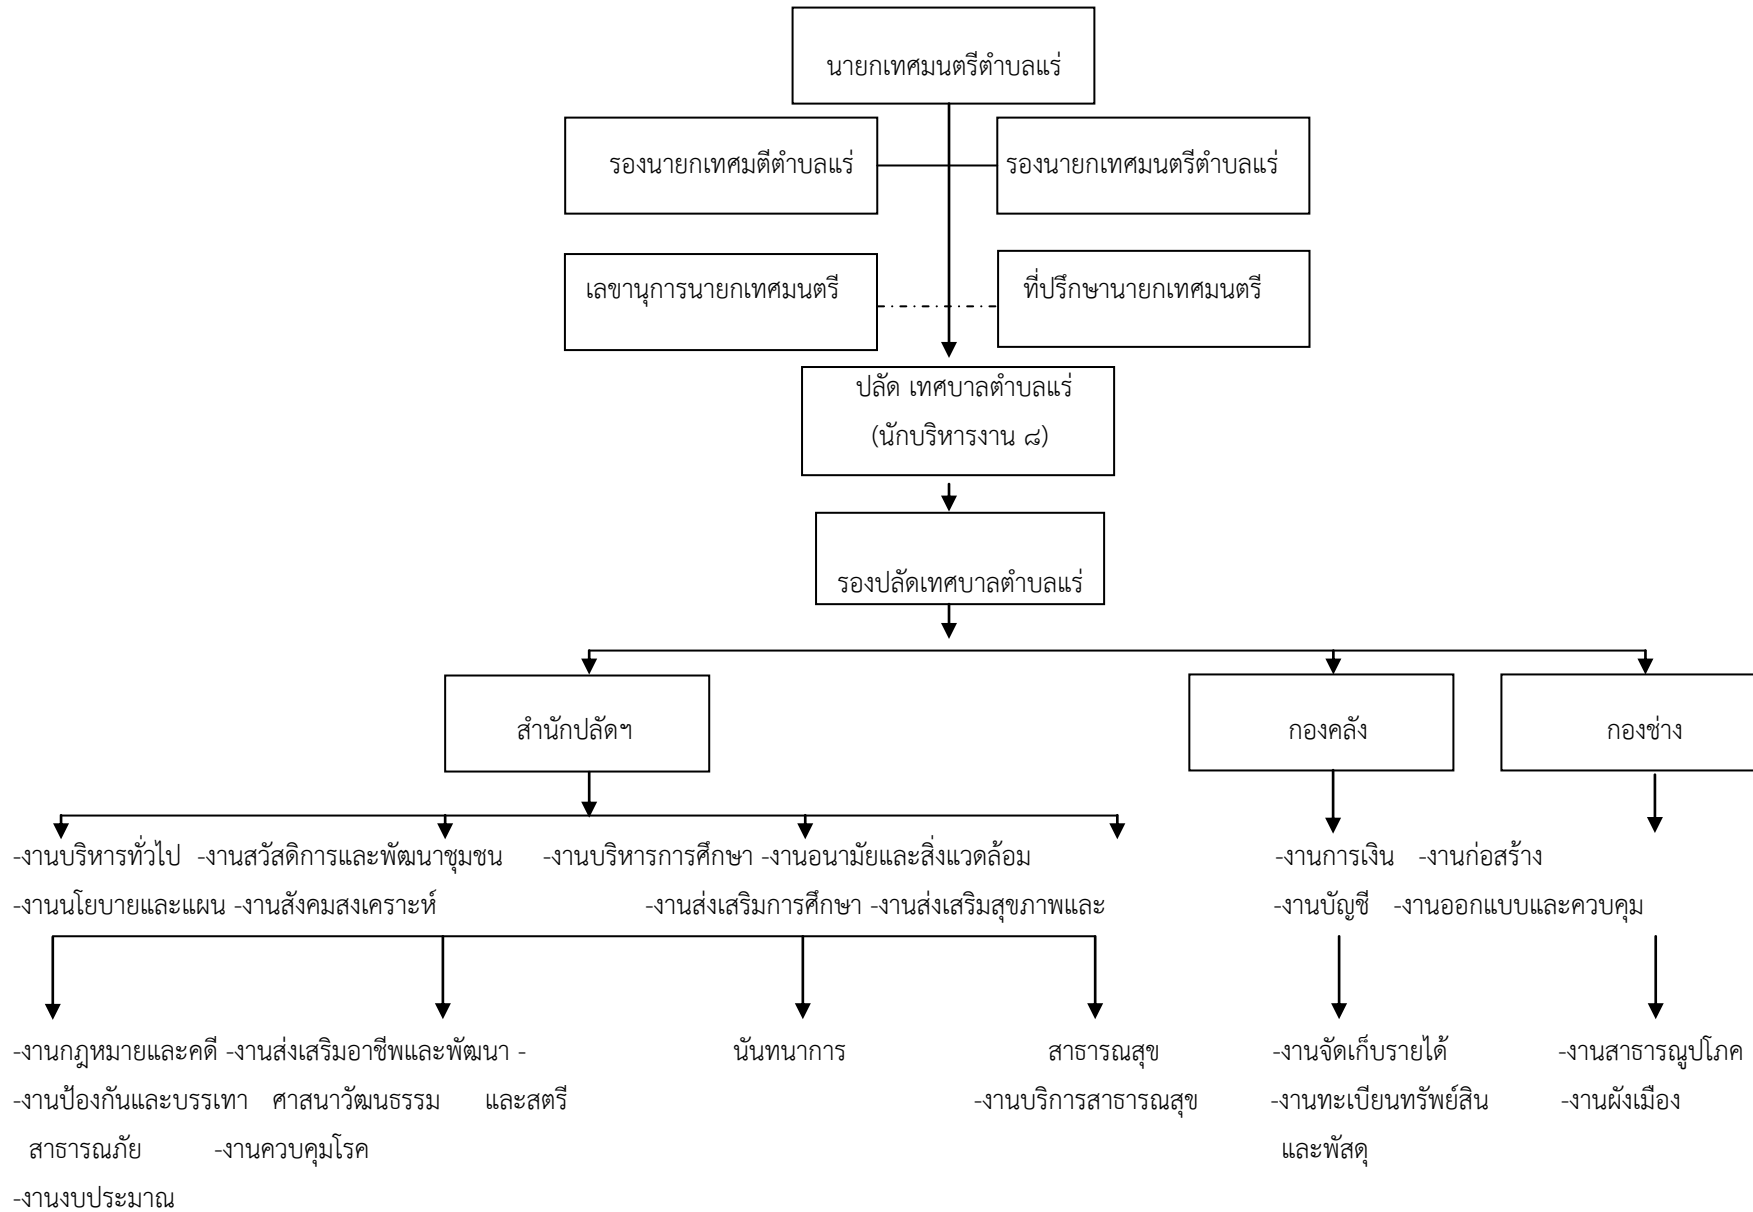 นายกเทศมนตรีตำบลแร่
รองนายกเทศมตีตำบลแร่
รองนายกเทศมนตรีตำบลแร่
เลขานุการนายกเทศมนตรี
ที่ปรึกษานายกเทศมนตรี
ปลัด เทศบาลตำบลแร่
(นักบริหารงาน ๘)
รองปลัดเทศบาลตำบลแร่
สำนักปลัดฯ
กองคลัง
กองช่าง
-งานบริหารทั่วไป -งานสวัสดิการและพัฒนาชุมชน -งานบริหารการศึกษา -งานอนามัยและสิ่งแวดล้อม -งานการเงิน -งานก่อสร้าง
-งานนโยบายและแผน -งานสังคมสงเคราะห์ -งานส่งเสริมการศึกษา -งานส่งเสริมสุขภาพและ -งานบัญชี -งานออกแบบและควบคุม
-งานกฎหมายและคดี -งานส่งเสริมอาชีพและพัฒนา - นันทนาการ สาธารณสุข -งานจัดเก็บรายได้ -งานสาธารณูปโภค
-งานป้องกันและบรรเทา ศาสนาวัฒนธรรม และสตรี -งานบริการสาธารณสุข -งานทะเบียนทรัพย์สิน -งานผังเมือง
สาธารณภัย -งานควบคุมโรค และพัสดุ
-งานงบประมาณ